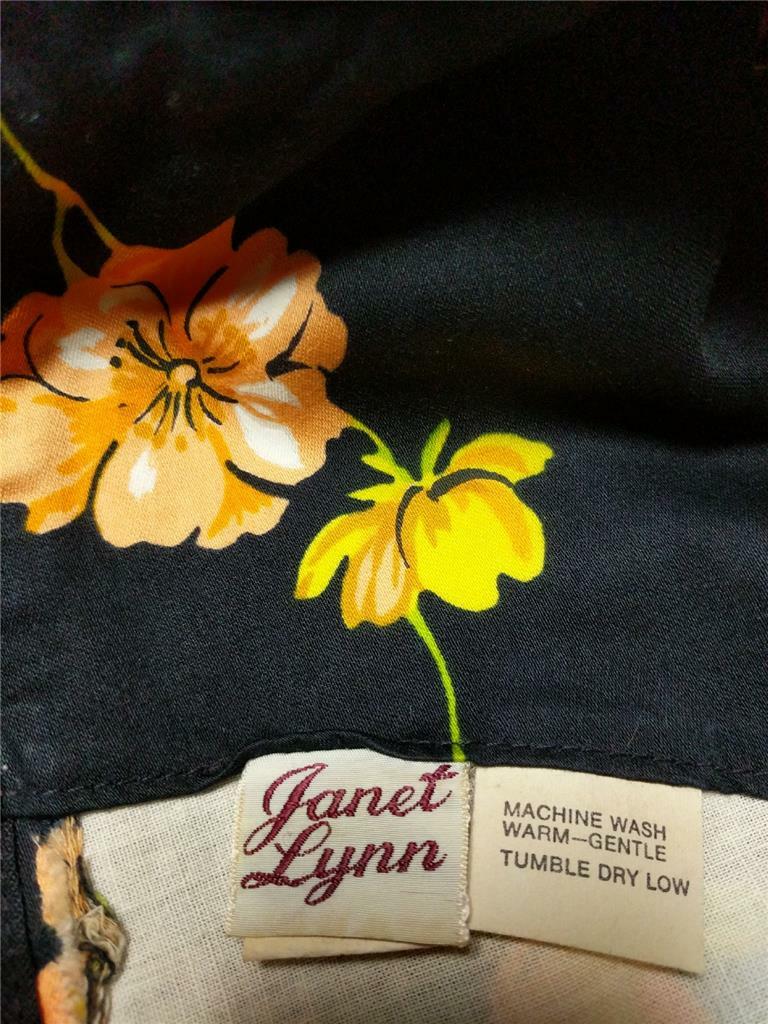 Janet
Lynn
MACHINE WASH
WARM—GENTLE
TUMBLE DRY LOW